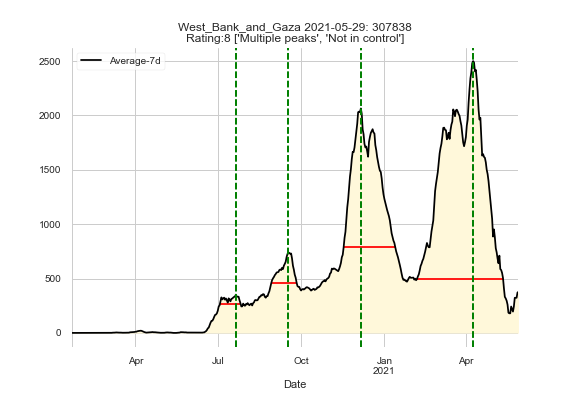 West_Bank_and_Gaza 2021-05-29: 307838
Rating:8 ['Multiple peaks', 'Not in control']
Average-7d
2500
2000
1500
1000
500
0
Apr
Jul
Oct
Jan
2021
Apr
Date